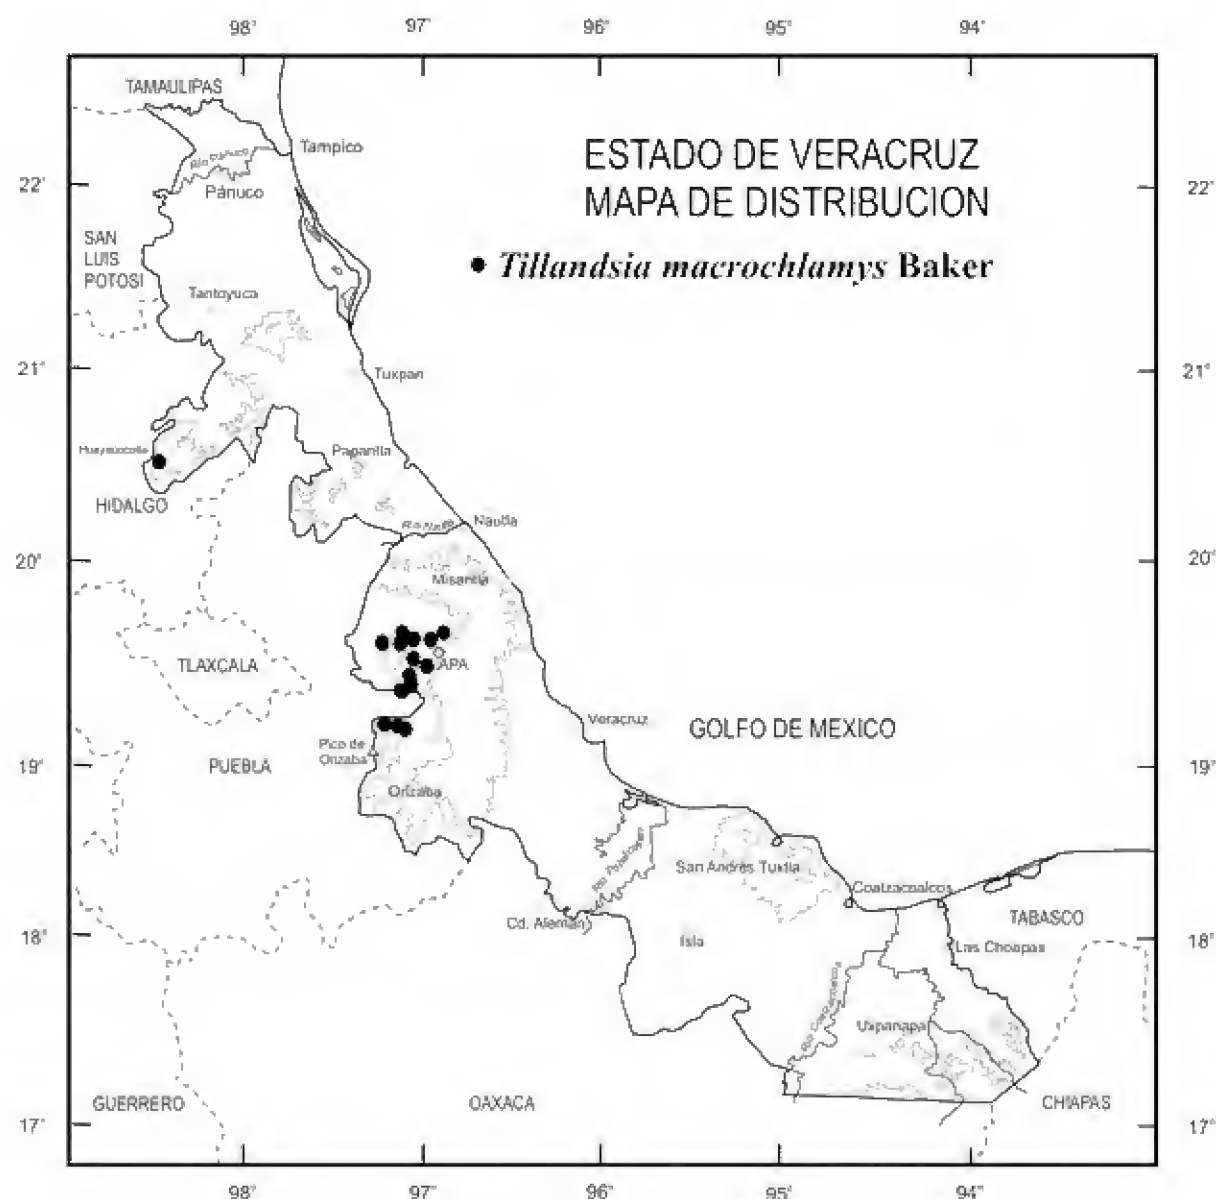 98° 97° 96° 95° 94°
TAMAULIPAS
Tampico
ESTADO DE VERACRUZ
MAPA DE DISTRIBUCION
Tillandsia macrochlamys Baker
Río Pánuco
22° 22°
Pánuco
SAN
LUIS
POTOSI
Tantoyuca
21° 21°
Tuxpan
Papantla
HIDALGO
Nautla
20° 20°
Misantla
TLAXCALA
APA
Veracruz
GOLFO DE MEXICO
Pico de
Orizaba
PUEBLA
19° 19°
Orizaba
San Andrés Tuxtla
Coatzacoalcos
TABASCO
Cd. Alemán
Isla
18° 18°
Las Choapas
Uxpanapa
GUERRERO
OAXACA
CHIAPAS
17° 17°
98° 97° 96° 95° 94°